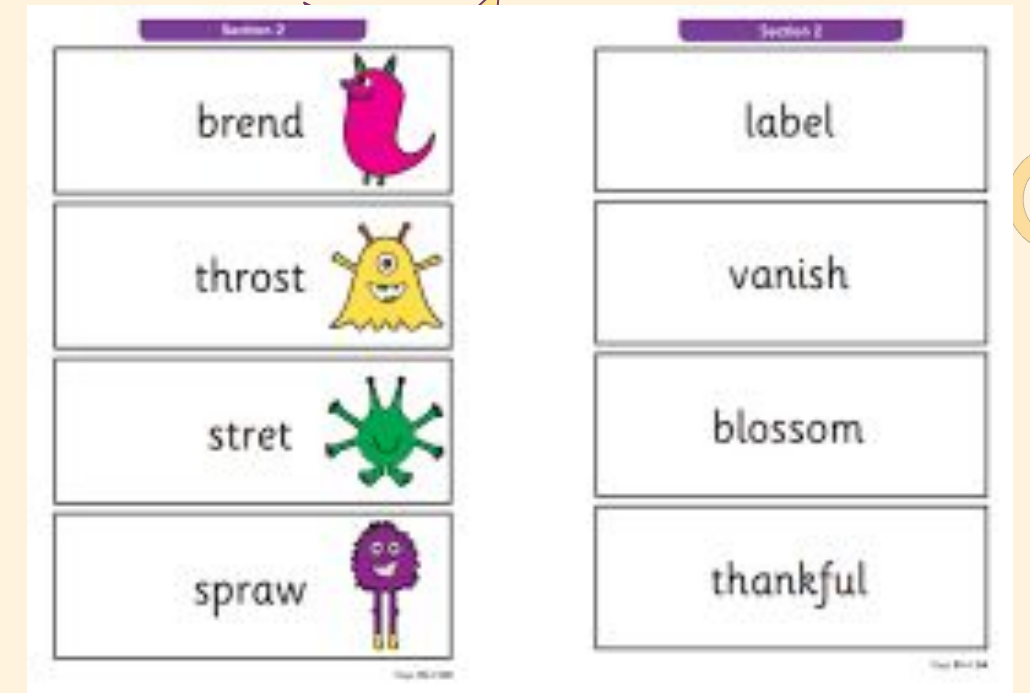 Section 2
brend
throst
stret
spraw
Section 2
label
vanish
blossom
thankful